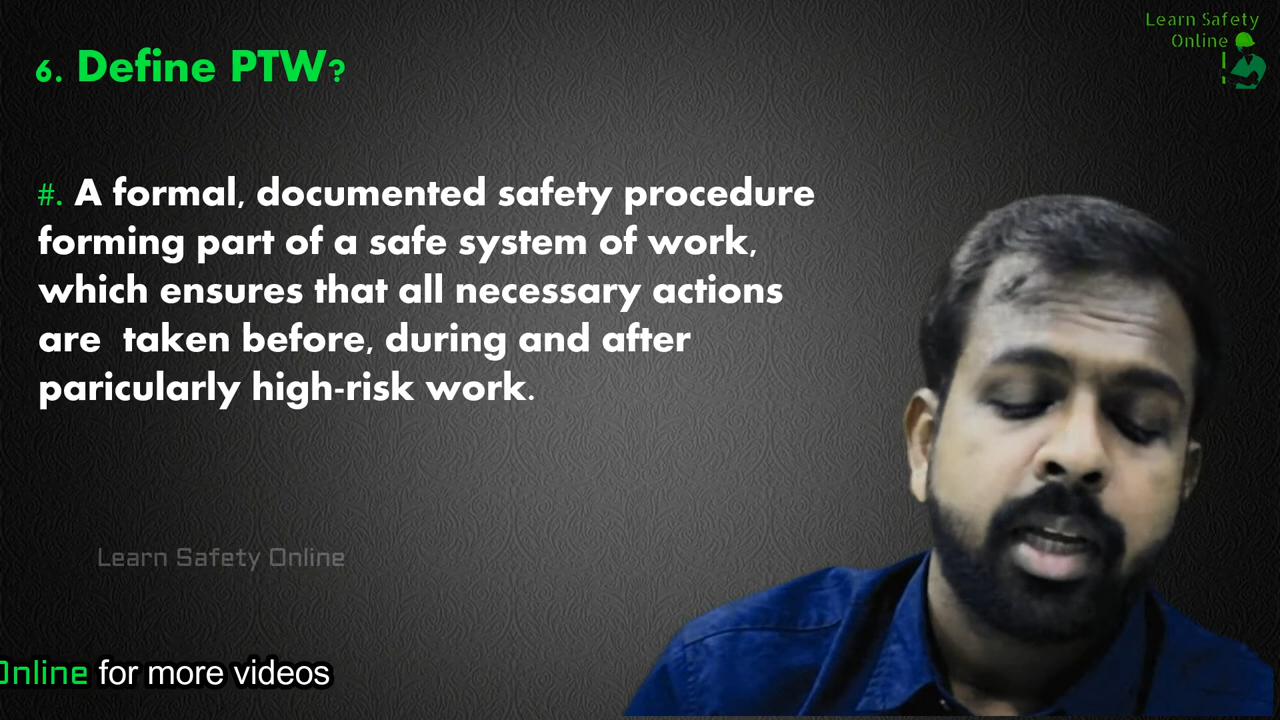 Learn Safety
Online
6. Define PTW?
#. A formal, documented safety procedure
forming part of a safe system of work,
which ensures that all necessary actions
are taken before, during and after
paricularly high-risk work.
Learn Safety Online
Online for more videos